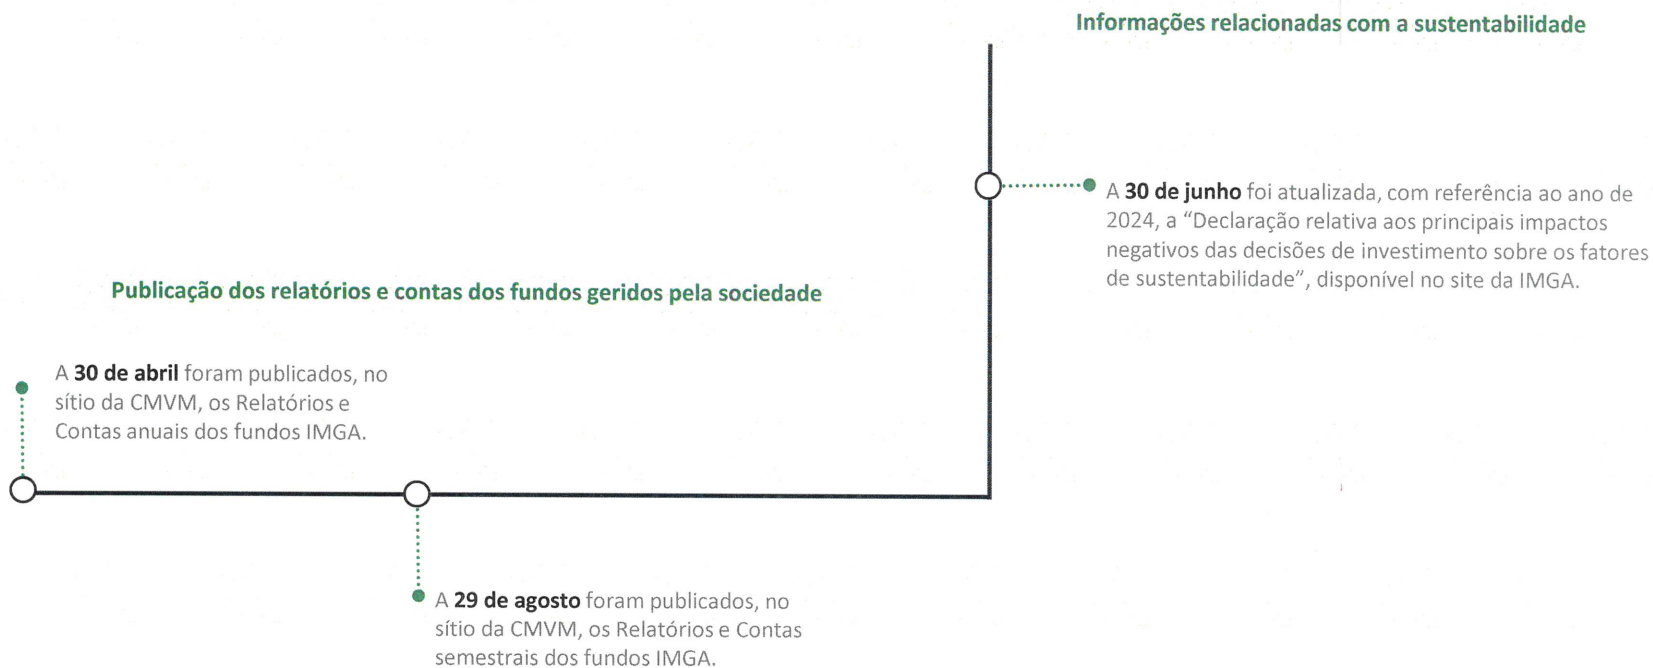 Informações relacionadas com a sustentabilidade
A 30 de junho foi atualizada, com referência ao ano de
2024, a “Declaração relativa aos principais impactos
negativos das decisões de investimento sobre os fatores
de sustentabilidade”, disponível no site da IMGA.
Publicação dos relatórios e contas dos fundos geridos pela sociedade
A 30 de abril foram publicados, no
sítio da CMVM, os Relatórios e
Contas anuais dos fundos IMGA.
A 29 de agosto foram publicados, no
sítio da CMVM, os Relatórios e Contas
semestrais dos fundos IMGA.